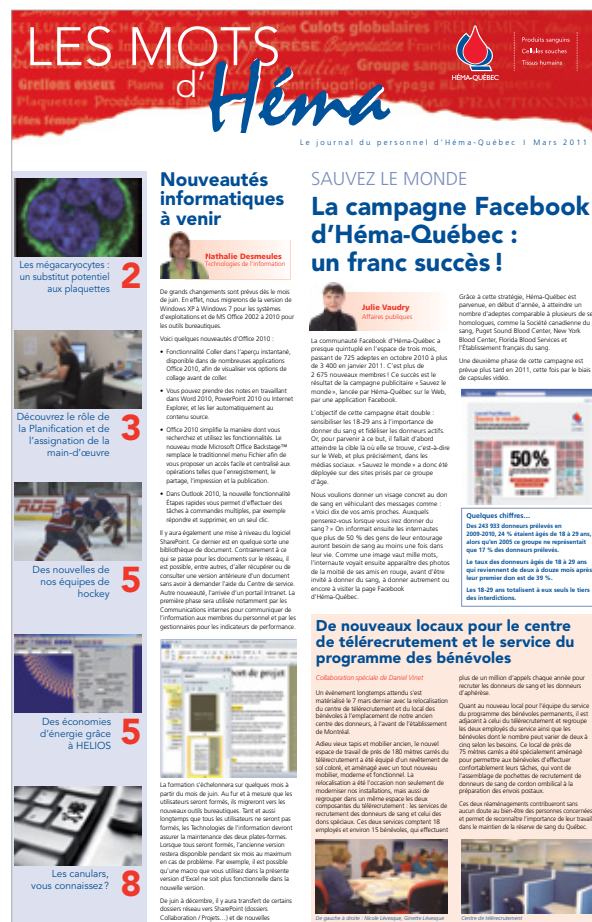 LES MOTS
d'Héma
HÉMA-QUÉBEC
Produits sanguins
Cellules souches
Tissus humains
Le journal du personnel d'Héma-Québec I Mars 2011
Les mégacaryocytes :
un substitut potentiel
aux plaquettes
2
Découvrez le rôle de
la Planification et de
l'assignation de la
main-d'œuvre
3
Des nouvelles de
nos équipes de
hockey
5
Des économies
d'énergie grâce
à HELIOS
5
Les canulars,
vous connaissez ?
8
Nouveautés
informatiques
à venir
Nathalie Desmeules
Technologies de l'information
De grands changements sont prévus dès le mois
de juin. En effet, nous migrerons de la version de
Windows XP à Windows 7 pour les systèmes
d'exploitations et de MS Office 2002 à 2010 pour
les outils bureautiques.
Voici quelques nouveautés d'Office 2010 :
• Fonctionnalité Coller dans l'aperçu instantané,
disponible dans de nombreuses applications
Office 2010, afin de visualiser vos options de
collage avant de coller.
• Vous pouvez prendre des notes en travaillant
dans Word 2010, PowerPoint 2010 ou Internet
Explorer, et les lier automatiquement au
contenu source.
• Office 2010 simplifie la manière dont vous
recherchez et utilisez les fonctionnalités. Le
nouveau mode Microsoft Office Backstage™
remplace le traditionnel menu Fichier afin de
vous proposer un accès facile et centralisé aux
opérations telles que l'enregistrement, le
partage, l'impression et la publication.
• Dans Outlook 2010, la nouvelle fonctionnalité
Étapes rapides vous permet d'effectuer des
tâches à commandes multiples, par exemple
répondre et supprimer, en un seul clic.
Il y aura également une mise à niveau du logiciel
SharePoint. Ce dernier est en quelque sorte une
bibliothèque de document. Contrairement à ce
qui se passe pour les documents sur le réseau, il
est possible, entre autres, d'aller récupérer ou de
consulter une version antérieure d'un document
sans avoir à demander l'aide du Centre de service.
Autre nouveauté, l'arrivée d'un portail Intranet. La
première phase sera utilisée notamment par les
Communications internes pour communiquer de
l'information aux membres du personnel et par les
gestionnaires pour les indicateurs de performance.
La formation s'échelonnera sur quelques mois à
partir du mois de juin. Au fur et à mesure que les
utilisateurs seront formés, ils migreront vers les
nouveaux outils bureautiques. Tant et aussi
longtemps que tous les utilisateurs ne seront pas
formés, les Technologies de l'information devront
assurer la maintenance des deux plates-formes.
Lorsque tous seront formés, l'ancienne version
restera disponible pendant six mois au maximum
en cas de problème. Par exemple, il est possible
qu'une macro que vous utilisez dans la présente
version d'Excel ne soit plus fonctionnelle dans la
nouvelle version.
De juin à décembre, il y aura transfert de certains
dossiers réseau vers SharePoint (dossiers
Collaboration / Projets...) et de nouvelles
SAUVEZ LE MONDE
La campagne Facebook
d'Héma-Québec :
un franc succès !
Julie Vaudry
Affaires publiques
La communauté Facebook d'Héma-Québec a
presque quintuplé en l'espace de trois mois,
passant de 725 adeptes en octobre 2010 à plus
de 3 400 en janvier 2011. C'est plus de
2 675 nouveaux membres ! Ce succès est le
résultat de la campagne publicitaire « Sauvez le
monde », lancée par Héma-Québec sur le Web,
par une application Facebook.
L'objectif de cette campagne était double :
sensibiliser les 18-29 ans à l'importance de
donner du sang et fidéliser les donneurs actifs.
Or, pour parvenir à ce but, il fallait d'abord
atteindre la cible là où elle se trouve, c'est-à-dire
sur le Web, et plus précisément, dans les
médias sociaux. « Sauvez le monde » a donc été
déployée sur des sites prisés par ce groupe
d'âge.
Nous voulions donner un visage concret au don
de sang en véhiculant des messages comme :
« Voici dix de vos amis proches. Auxquels
penserez-vous lorsque vous irez donner du
sang ? » On informait ensuite les internautes
que plus de 50 % des gens de leur entourage
auront besoin de sang au moins une fois dans
leur vie. Comme une image vaut mille mots,
l'internaute voyait ensuite apparaître des photos
de la moitié de ses amis en rouge, avant d'être
invité à donner du sang, à donner autrement ou
encore à visiter la page Facebook
d'Héma-Québec.
Grâce à cette stratégie, Héma-Québec est
parvenue, en début d'année, à atteindre un
nombre d'adeptes comparable à plusieurs de ses
homologues, comme la Société canadienne du
sang, Puget Sound Blood Center, New York
Blood Center, Florida Blood Services et
l'Établissement français du sang.
Une deuxième phase de cette campagne est
prévue plus tard en 2011, cette fois par le biais
de capsules vidéo.
50%
Quelques chiffres...
Des 243 933 donneurs prélevés en
2009-2010, 24 % étaient âgés de 18 à 29 ans,
alors qu'en 2005 ce groupe ne représentait
que 17 % des donneurs prélevés.
Le taux des donneurs âgés de 18 à 29 ans
qui reviennent de deux à douze mois après
leur premier don est de 39 %.
Les 18-29 ans totalisent à eux seuls le tiers
des interdictions.
De nouveaux locaux pour le centre
de télérecrutement et le service du
programme des bénévoles
Collaboration spéciale de Daniel Vinet
Un événement longtemps attendu s'est
matérialisé le 7 mars dernier avec la relocalisation
du centre de télérecrutement et du local des
bénévoles à l'emplacement de notre ancien
centre des donneurs, à l'avant de l'établissement
de Montréal.
Adieu vieux tapis et mobilier ancien, le nouvel
espace de travail de près de 180 mètres carrés du
télérecrutement a été équipé d'un revêtement de
sol coloré, et aménagé avec un tout nouveau
mobilier, moderne et fonctionnel. La
relocalisation a été l'occasion non seulement de
moderniser nos installations, mais aussi de
regrouper dans un même espace les deux
composantes du télérecrutement : les services de
recrutement des donneurs de sang et celui des
dons spéciaux. Ces deux services comptent 18
employés et environ 15 bénévoles, qui effectuent
plus de un million d'appels chaque année pour
recruter les donneurs de sang et les donneurs
d'aphérèse.
Quant au nouveau local pour l'équipe du service
du programme des bénévoles permanents, il est
adjacent à celui du télérecrutement et regroupe
les deux employés du service ainsi que les
bénévoles dont le nombre peut varier de deux à
cinq selon les besoins. Ce local de près de
75 mètres carrés a été spécialement aménagé
pour permettre aux bénévoles d'effectuer
confortablement leurs tâches, qui vont de
l'assemblage de pochettes de recrutement de
donneurs de sang de cordon ombilical à la
préparation des envois postaux.
Ces deux réaménagements contribueront sans
aucun doute au bien-être des personnes concernées
et permet de reconnaître l'importance de leur travail
dans le maintien de la réserve de sang du Québec.
De gauche à droite : Nicole Lévesque, Ginette Lévesque
Centre de télérecrutement